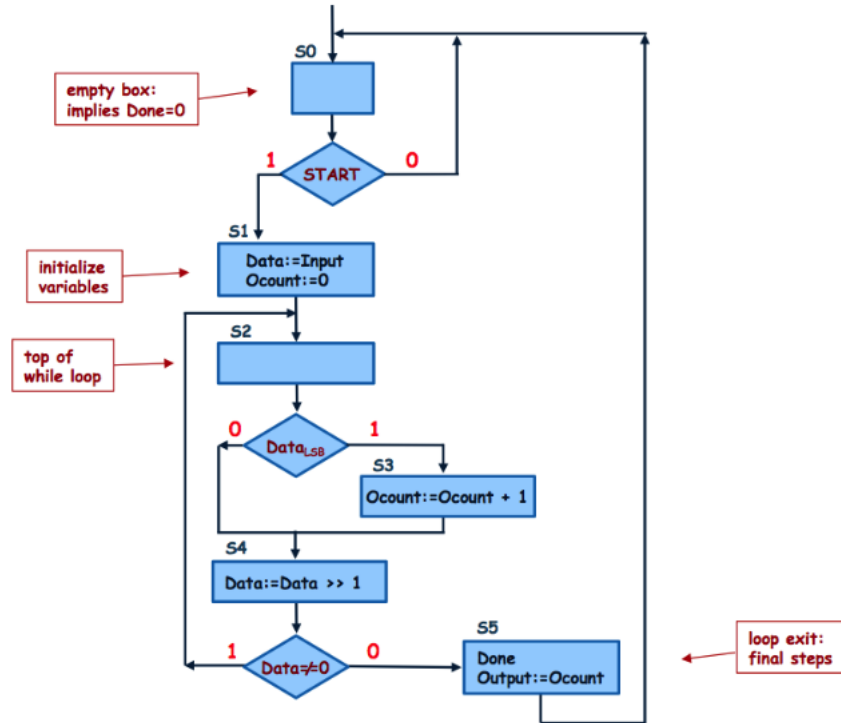 S0
empty box:
implies Done=0
1
0
START
S1
Data:=Input
Ocount:=0
initialize
variables
S2
top of
while loop
0
1
DataLSB
S3
Ocount:=Ocount + 1
S4
Data:=Data >> 1
S5
1
0
Data≠0
Done
Output:=Ocount
loop exit:
final steps